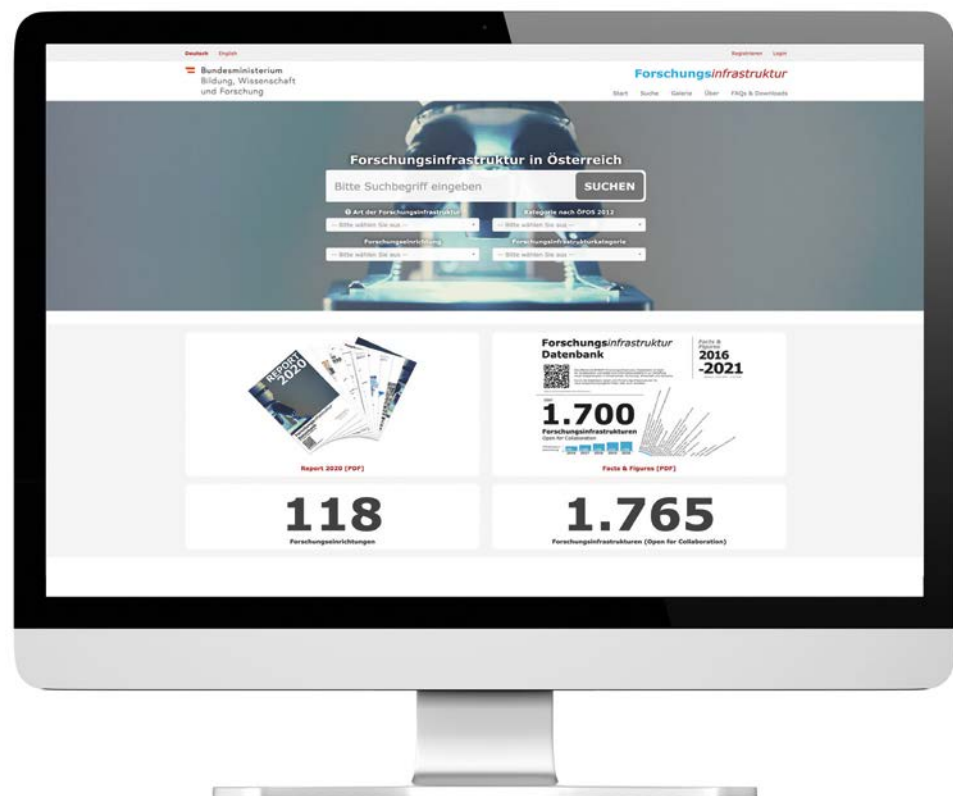 Deutsch English
Registrieren Login
Bundesministerium
Bildung, Wissenschaft
und Forschung
Forschungsinfrastruktur
Start Suche Galerie Über FAQs & Downloads
Forschungsinfrastruktur in Österreich
Bitte Suchbegriff eingeben
SUCHEN
Art der Forschungsinfrastruktur
Kategorie nach ÖFOS 2012
-- Bitte wählen Sie aus --
-- Bitte wählen Sie aus --
Forschungseinrichtung
Forschungsinfrastrukturkategorie
-- Bitte wählen Sie aus --
-- Bitte wählen Sie aus --
REPORT
2020
Report 2020 [PDF]
Forschungsinfrastruktur
Datenbank
Facts &
Figures
2016
-2021
1.700
Forschungsinfrastrukturen
Open for Collaboration
Facts & Figures [PDF]
118
Forschungseinrichtungen
1.765
Forschungsinfrastrukturen (Open for Collaboration)